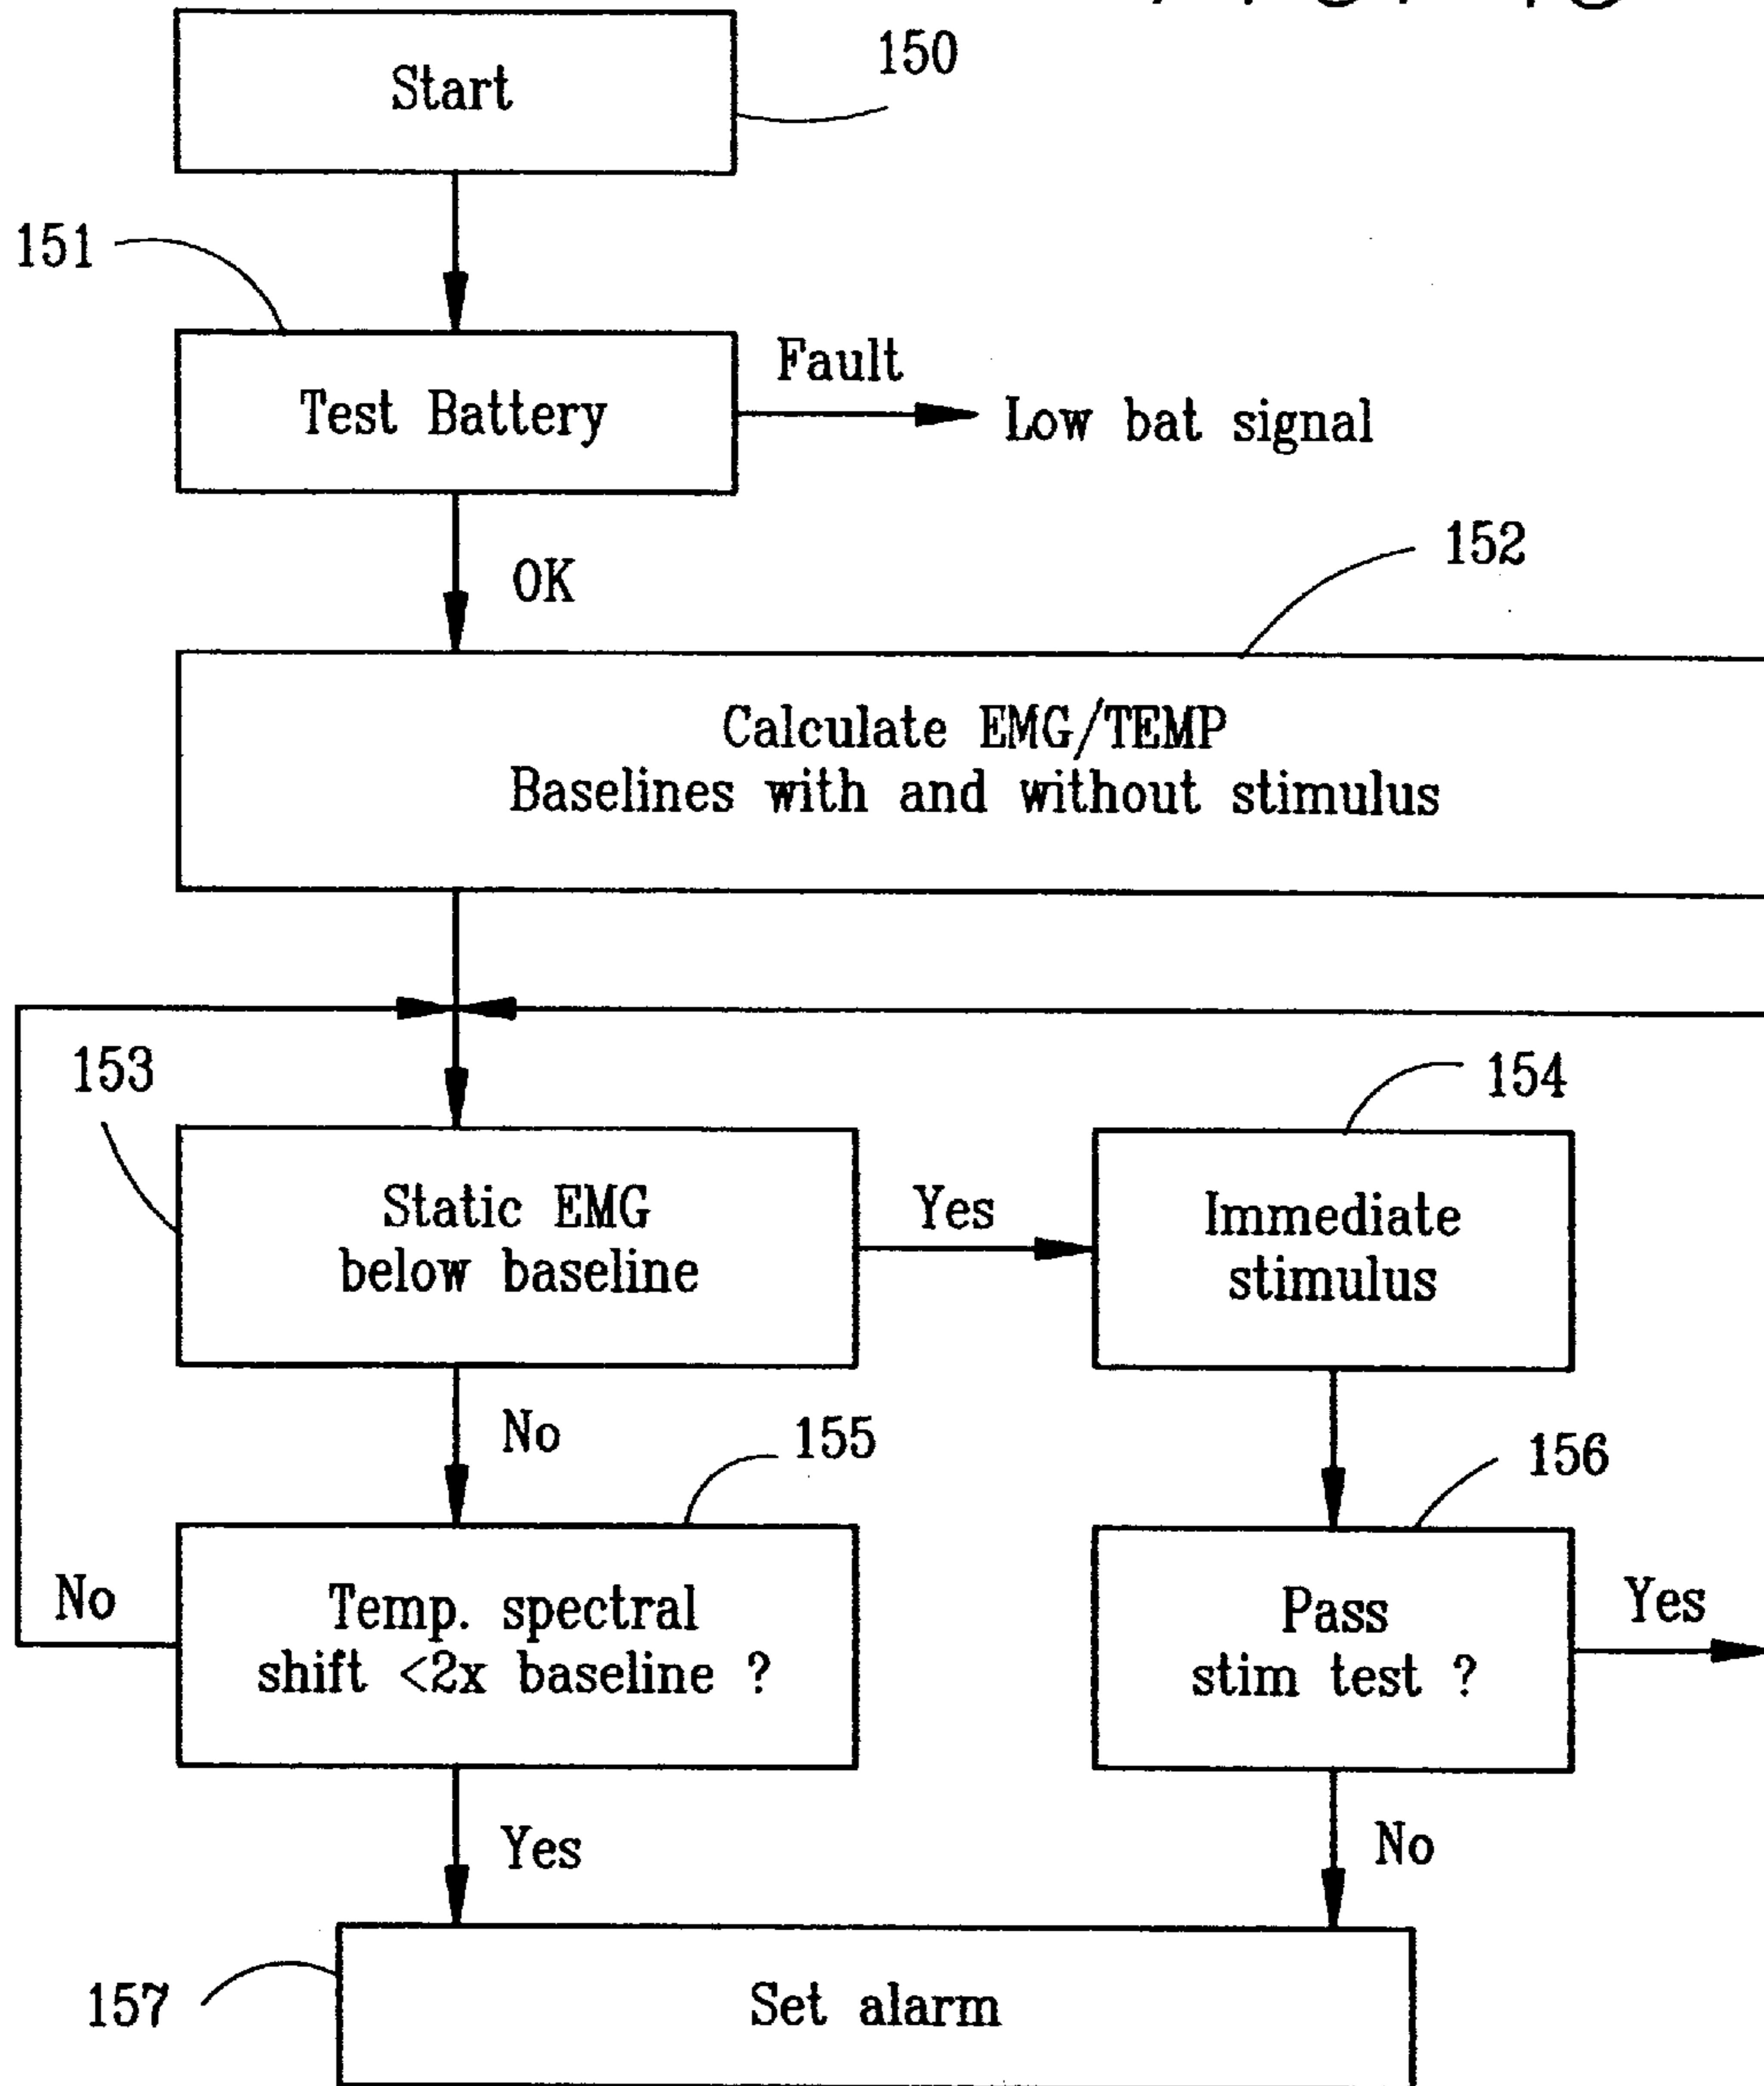 Start
150
151
Test Battery
Fault
Low bat signal
OK
152
Calculate EMG/TEMP
Baselines with and without stimulus
153
154
Static EMG
below baseline
Yes
Immediate
stimulus
No
155
156
No
Temp. spectral
shift <2x baseline ?
Pass
stim test ?
Yes
Yes
No
157
Set alarm